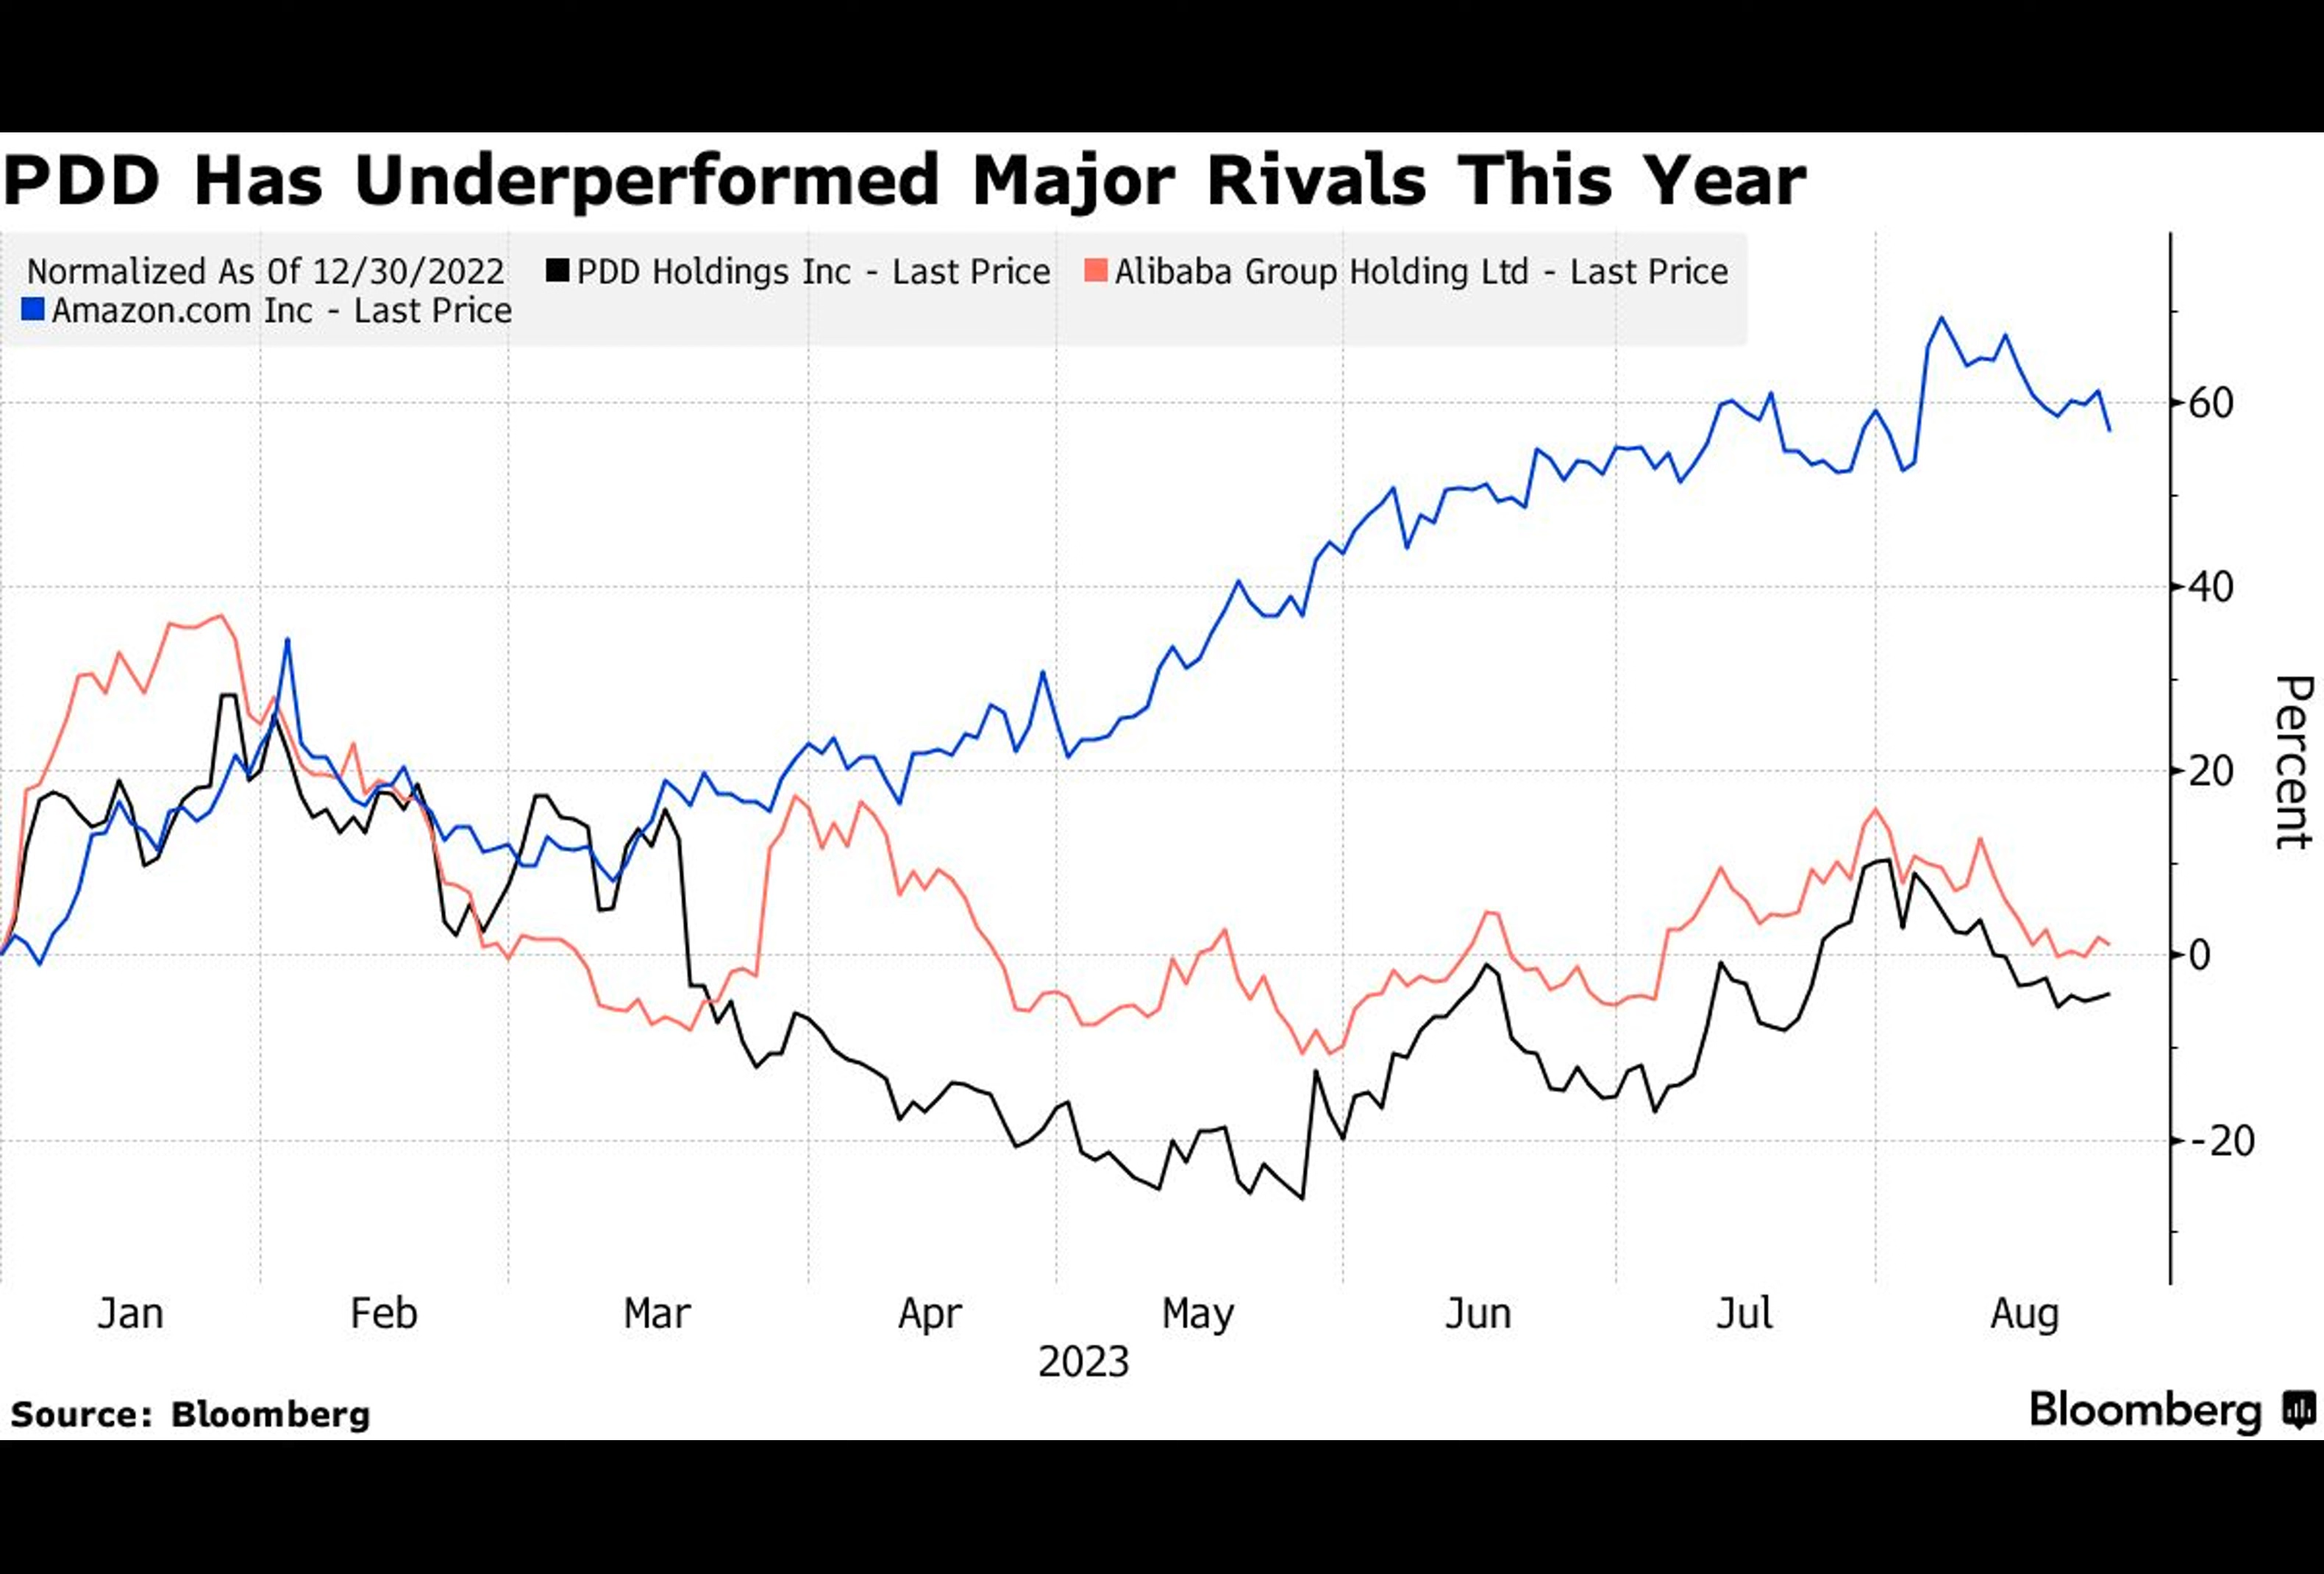 PDD Has Underperformed Major Rivals This Year
Normalized As Of 12/30/2022 PDD Holdings Inc - Last Price Alibaba Group Holding Ltd - Last Price
Amazon.com Inc - Last Price
60
40
20
0
-20
Percent
Jan Feb Mar Apr May Jun Jul Aug
2023
Source: Bloomberg
Bloomberg